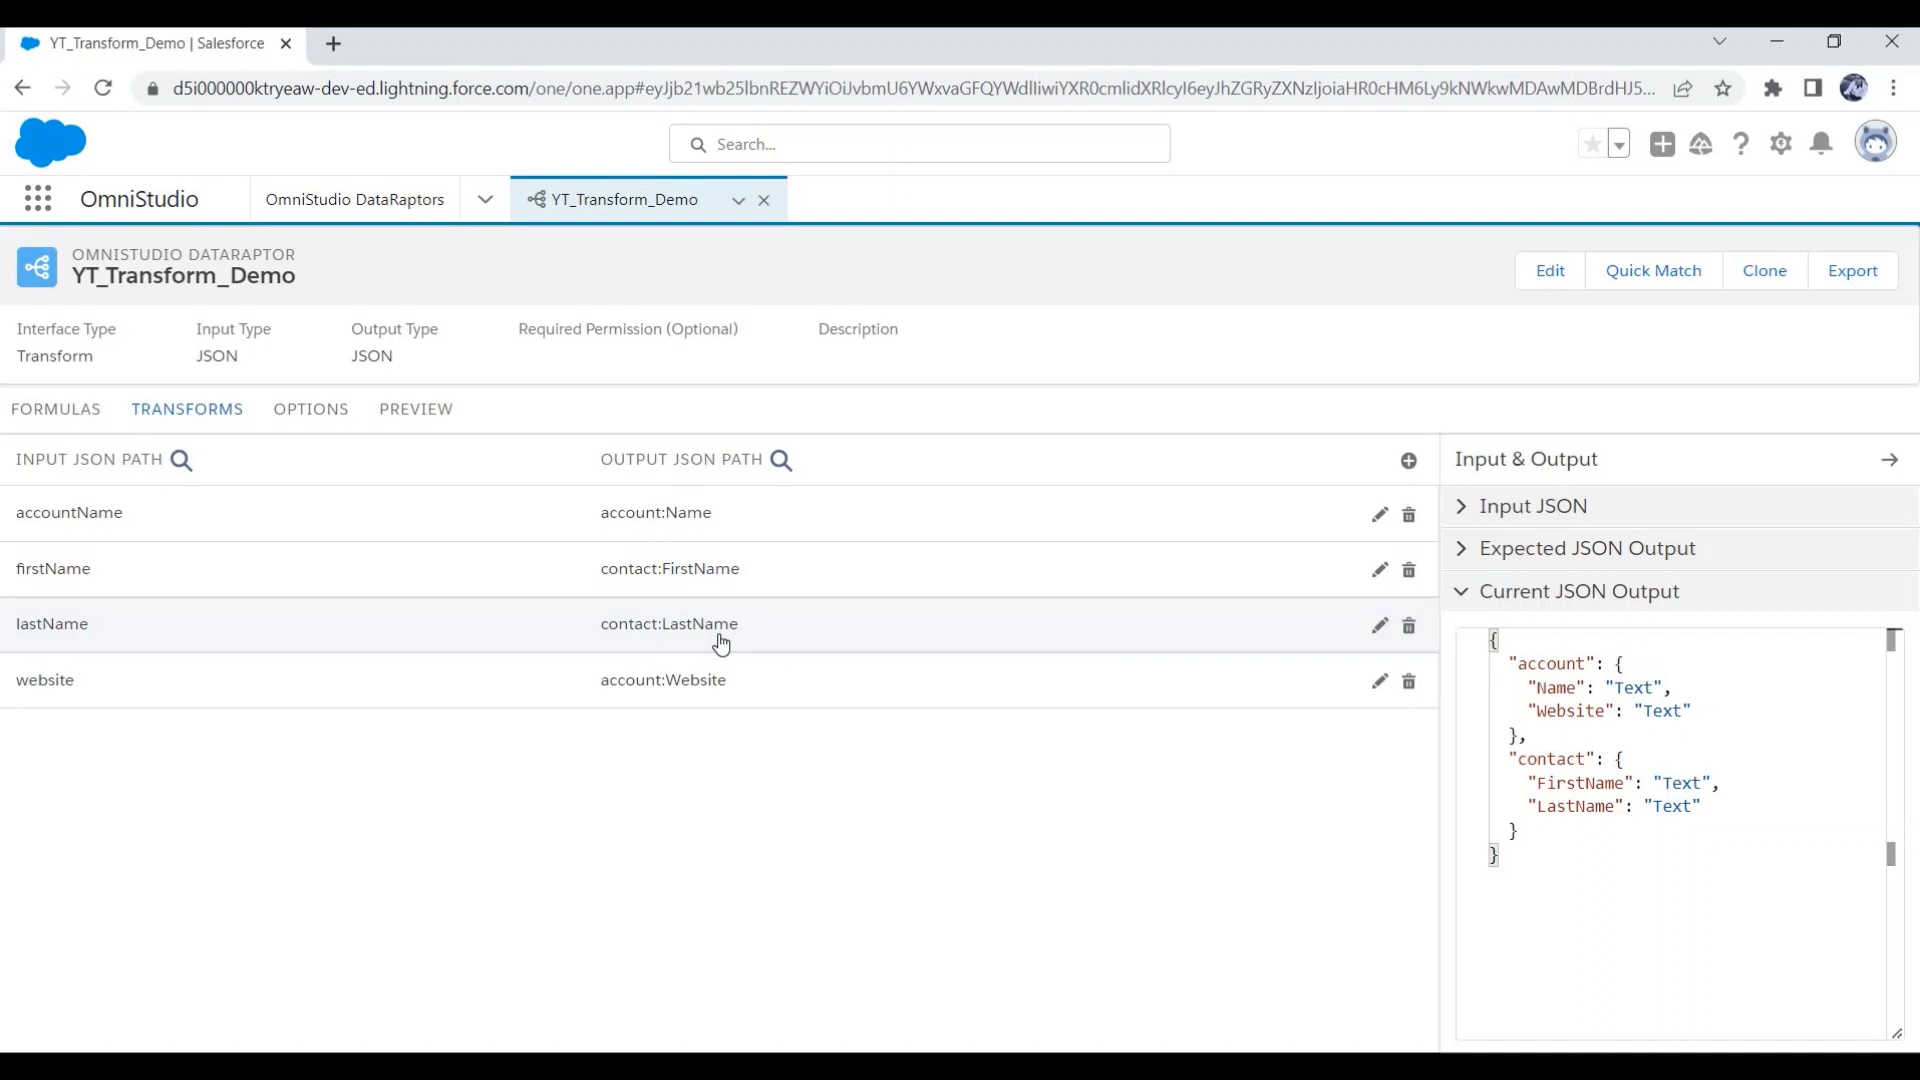 YT_Transform_Demo | Salesforce
d5i000000ktryeaw-dev-ed.lightning.force.com/one/one.app#eyJjb21wb25lbnREZWYiOiJvbmU6YWxvaGFQYWdlIiwiYXR0cmlidXRlcyI6eyJhZGRyZXNzIjoiaHR0cHM6Ly9kNWkwMDAwMDBrdHJ5...
Search...
OmniStudio
OmniStudio DataRaptors
YT_Transform_Demo
OMNISTUDIO DATARAPTOR
YT_Transform_Demo
Edit
Quick Match
Clone
Export
Interface Type
Input Type
Output Type
Required Permission (Optional)
Description
Transform
JSON
JSON
FORMULAS
TRANSFORMS
OPTIONS
PREVIEW
INPUT JSON PATH
OUTPUT JSON PATH
Input & Output
accountName
account:Name
firstName
contact:FirstName
lastName
contact:LastName
website
account:Website
Input JSON
Expected JSON Output
Current JSON Output
{
"account": {
"Name": "Text",
"Website": "Text"
},
"contact": {
"FirstName": "Text",
"LastName": "Text"
}
}